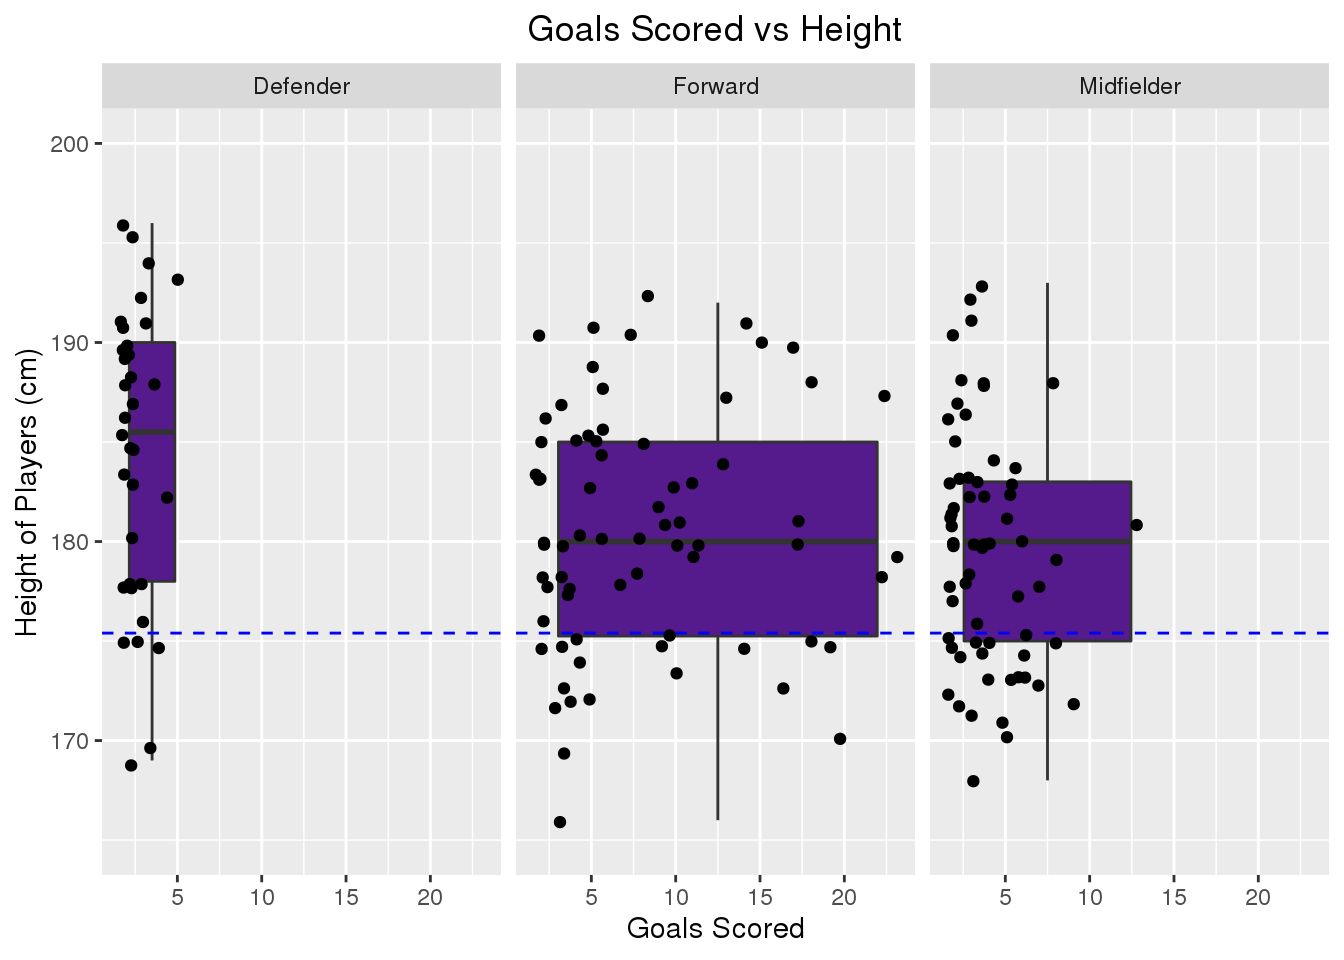 Goals Scored vs Height
Defender Forward Midfielder
Height of Players (cm)
200
190
180
170
5 10 15 20 5 10 15 20 5 10 15 20
Goals Scored